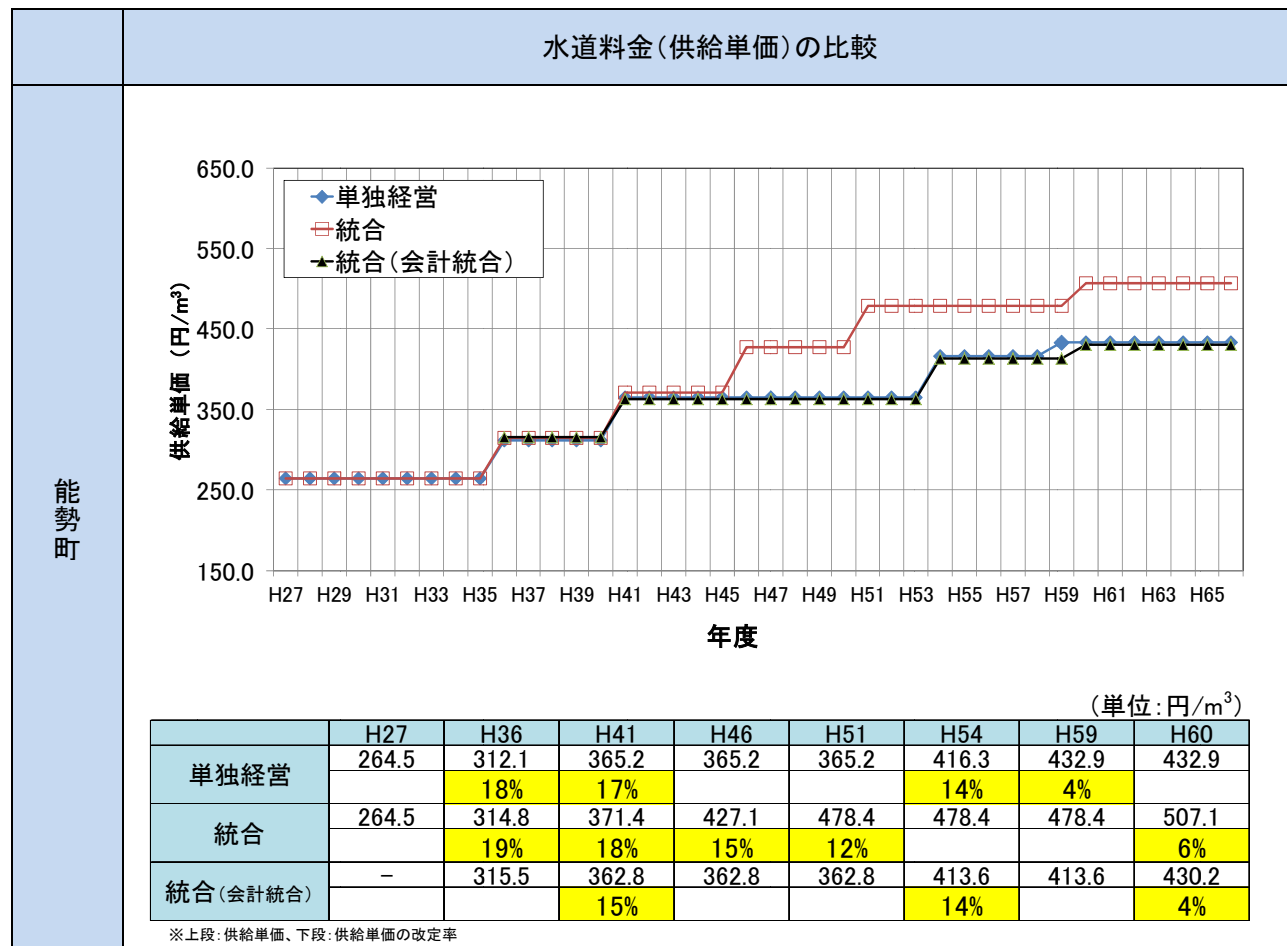 水道料金(供給単価)の比較
能勢町
650.0
550.0
450.0
350.0
250.0
150.0
供給単価 (円/m³)
単独経営
統合
統合(会計統合)
H27 H29 H31 H33 H35 H37 H39 H41 H43 H45 H47 H49 H51 H53 H55 H57 H59 H61 H63 H65
年度
(単位:円/m³)
H27 H36 H41 H46 H51 H54 H59 H60
単独経営 264.5 312.1 365.2 365.2 365.2 416.3 432.9 432.9
18% 17% 14% 4%
統合 264.5 314.8 371.4 427.1 478.4 478.4 478.4 507.1
19% 18% 15% 12% 6%
統合(会計統合) － 315.5 362.8 362.8 362.8 413.6 413.6 430.2
15% 14% 4%
※上段:供給単価、下段:供給単価の改定率